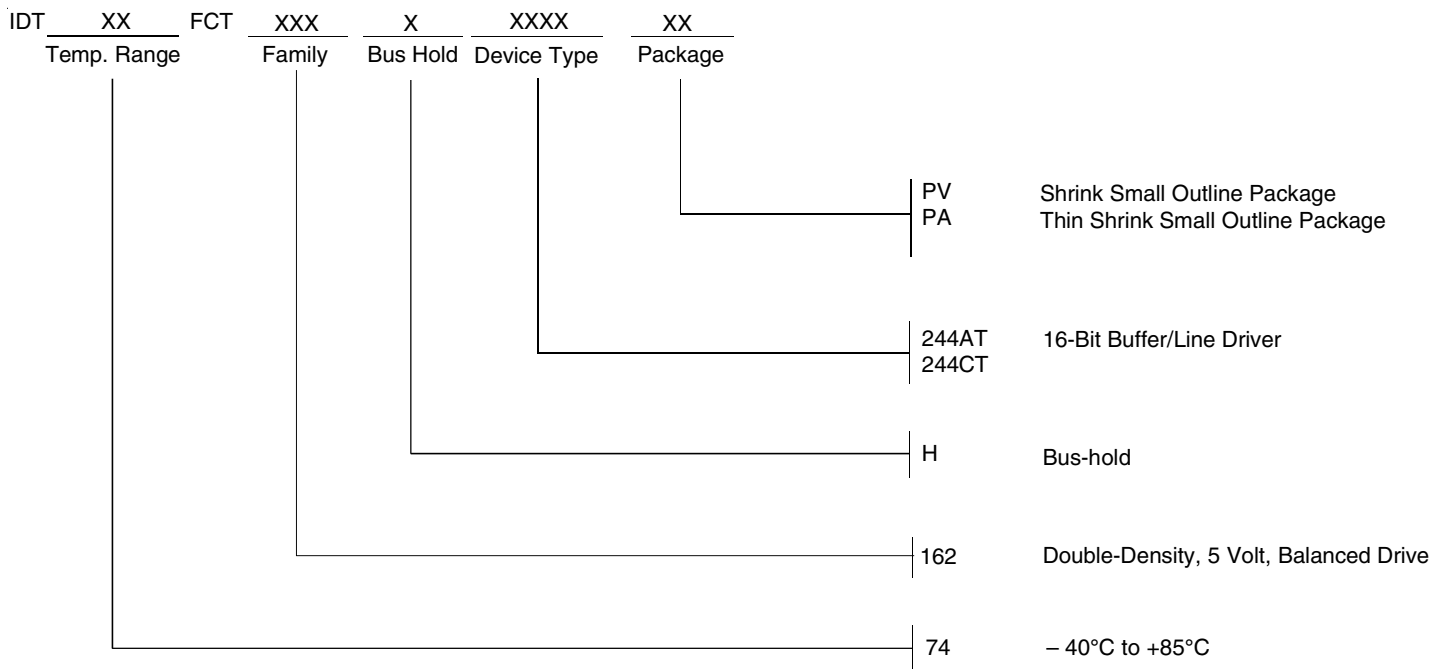 IDT XX FCT XXX X XXXX XX
Temp. Range Family Bus Hold Device Type Package
PV Shrink Small Outline Package
PA Thin Shrink Small Outline Package
244AT 16-Bit Buffer/Line Driver
244CT
H Bus-hold
162 Double-Density, 5 Volt, Balanced Drive
74 – 40°C to +85°C